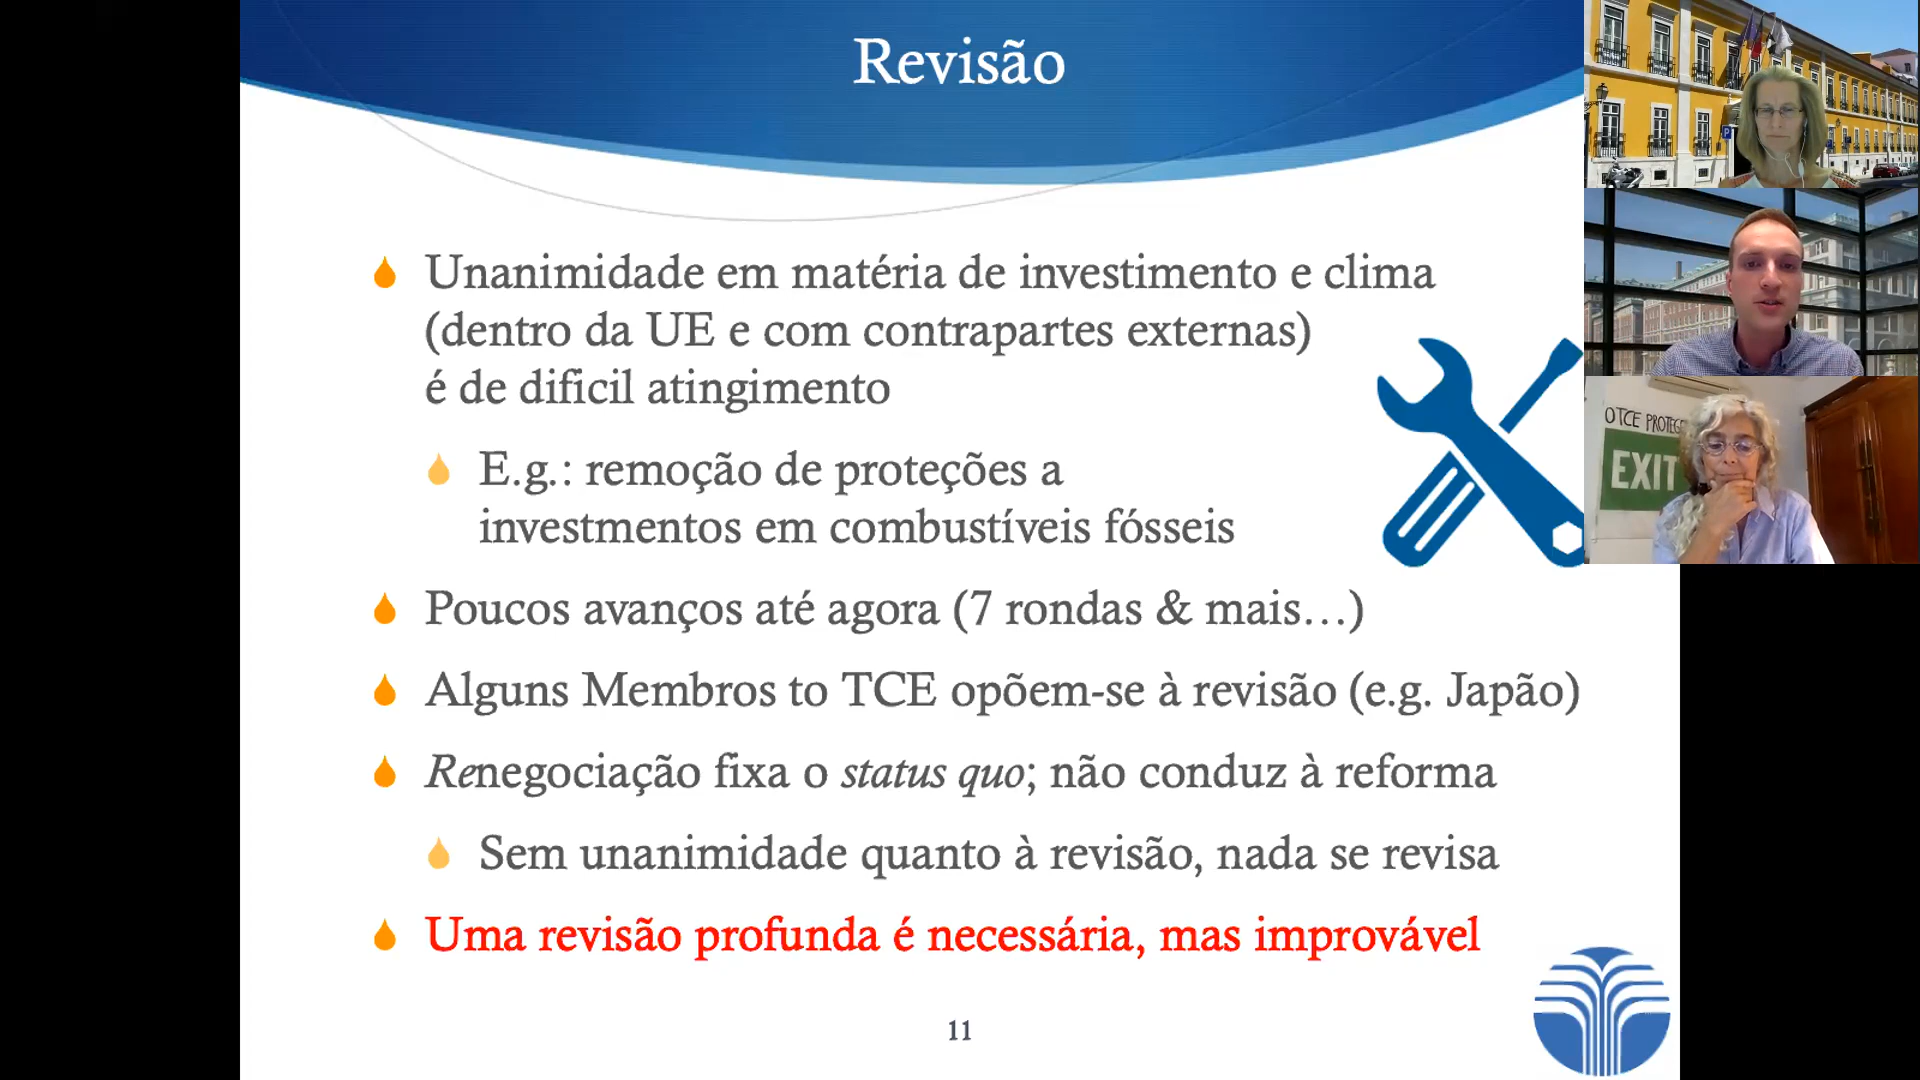 Revisão
Unanimidade em matéria de investimento e clima
(dentro da UE e com contrapartes externas)
é de dificil atingimento
E.g.: remoção de proteções a
investmentos em combustíveis fósseis
Poucos avanços até agora (7 rondas & mais…)
Alguns Membros to TCE opõem-se à revisão (e.g. Japão)
Renegociação fixa o status quo; não conduz à reforma
Sem unanimidade quanto à revisão, nada se revisa
Uma revisão profunda é necessária, mas improvável
11
P
O TCE PROTEGE
EXIT